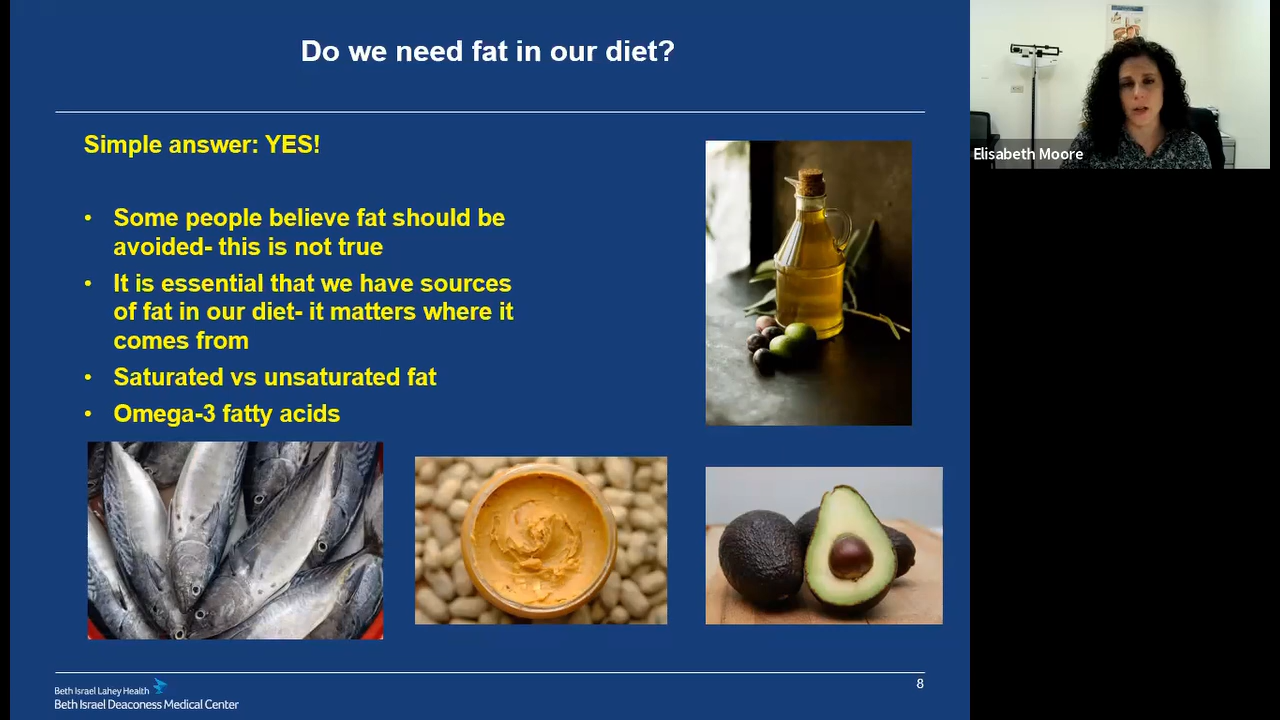 Do we need fat in our diet?
Simple answer: YES!
• Some people believe fat should be
avoided- this is not true
• It is essential that we have sources
of fat in our diet- it matters where it
comes from
• Saturated vs unsaturated fat
• Omega-3 fatty acids
Elisabeth Moore
Beth Israel Lahey Health
Beth Israel Deaconess Medical Center
8